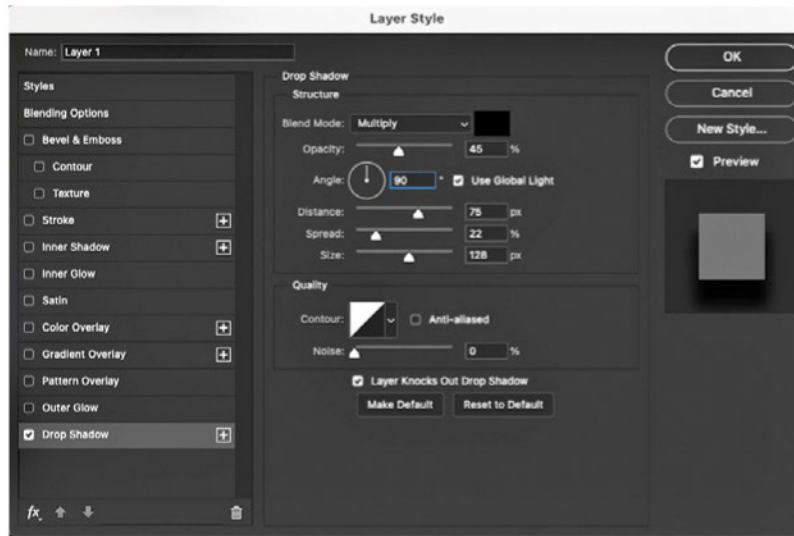 Layer Style
Name: Layer 1
Styles
Blending Options
Bevel & Emboss
Contour
Texture
Stroke
Inner Shadow
Inner Glow
Satin
Color Overlay
Gradient Overlay
Pattern Overlay
Outer Glow
Drop Shadow
fx
Drop Shadow
Structure
Blend Mode: Multiply
Opacity: 45 %
Angle: 90 ° Use Global Light
Distance: 75 px
Spread: 22 %
Size: 128 px
Quality
Contour: Anti-aliased
Noise: 0 %
Layer Knocks Out Drop Shadow
Make Default Reset to Default
OK
Cancel
New Style...
Preview